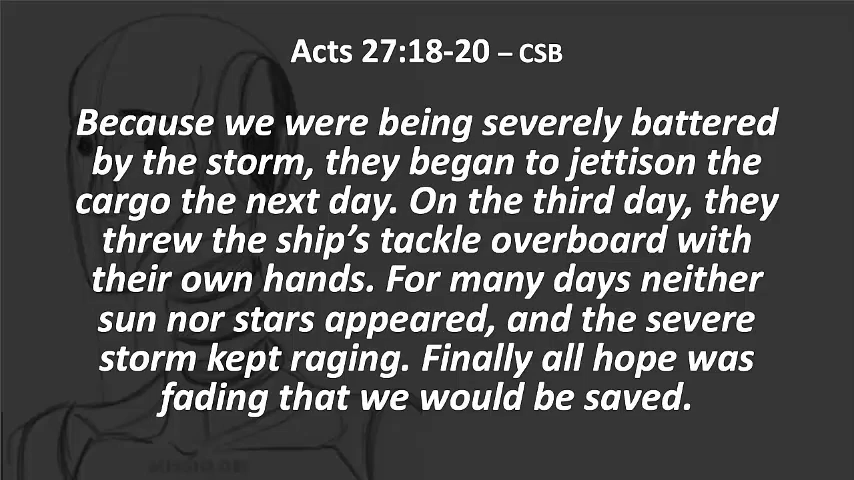 Acts 27:18-20 – CSB
Because we were being severely battered
by the storm, they began to jettison the
cargo the next day. On the third day, they
threw the ship’s tackle overboard with
their own hands. For many days neither
sun nor stars appeared, and the severe
storm kept raging. Finally all hope was
fading that we would be saved.